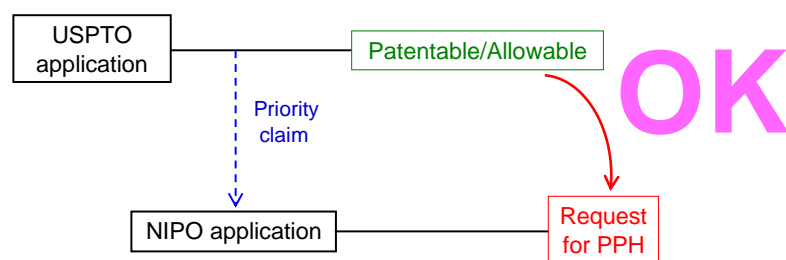 USPTO
application
Patentable/Allowable
OK
Priority
claim
NIPO application
Request
for PPH